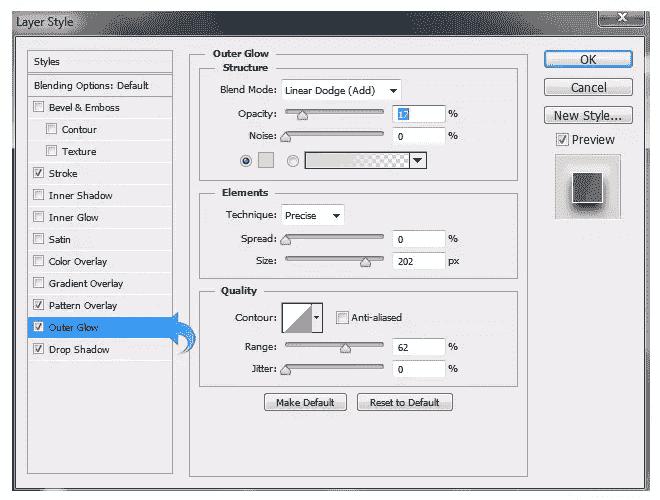 Layer Style
X
Styles
Blending Options: Default
Bevel & Emboss
Contour
Texture
Stroke
Inner Shadow
Inner Glow
Satin
Color Overlay
Gradient Overlay
Pattern Overlay
Outer Glow
Drop Shadow
Outer Glow
Structure
Blend Mode: Linear Dodge (Add)
Opacity: 12 %
Noise: 0 %
Elements
Technique: Precise
Spread: 0 %
Size: 202 px
Quality
Contour: Anti-aliased
Range: 62 %
Jitter: 0 %
Make Default Reset to Default
OK
Cancel
New Style...
Preview